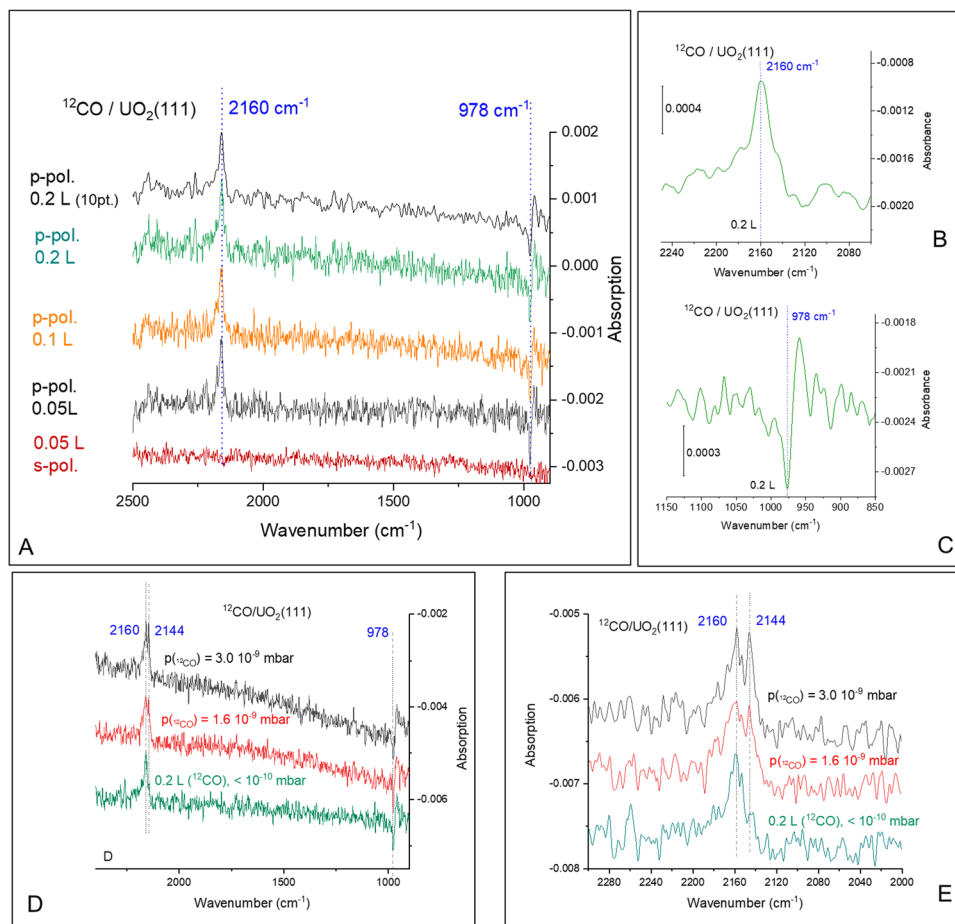 ¹²CO / UO₂(111)
2160 cm⁻¹
978 cm⁻¹
p-pol.
0.2 L (10pt.)
p-pol.
0.2 L
p-pol.
0.1 L
p-pol.
0.05L
0.05 L
s-pol.
0.002
0.001
0.000
-0.001
-0.002
-0.003
Absorption
2500 2000 1500 1000
Wavenumber (cm⁻¹)
A
¹²CO / UO₂(111)
2160 cm⁻¹
0.0004
-0.0008
-0.0012
-0.0016
-0.0020
Absorbance
0.2 L
2240 2200 2160 2120 2080
Wavenumber (cm⁻¹)
B
¹²CO / UO₂(111)
978 cm⁻¹
-0.0018
-0.0021
-0.0024
-0.0027
Absorbance
0.0003
0.2 L
1150 1100 1050 1000 950 900 850
Wavenumber (cm⁻¹)
C
¹²CO/UO₂(111)
2160 2144
978
p(₁₂CO) = 3.0 10⁻⁹ mbar
p(₁₂CO) = 1.6 10⁻⁹ mbar
0.2 L (¹²CO), < 10⁻¹⁰ mbar
-0.002
-0.004
-0.006
Absorption
D
2000 1500 1000
Wavenumber (cm⁻¹)
D
-0.005
-0.006
-0.007
-0.008
Absorption
¹²CO/UO₂(111)
2160 2144
p(₁₂CO) = 3.0 10⁻⁹ mbar
p(₁₂CO) = 1.6 10⁻⁹ mbar
0.2 L (¹²CO), < 10⁻¹⁰ mbar
2280 2240 2200 2160 2120 2080 2040 2000
Wavenumber (cm⁻¹)
E